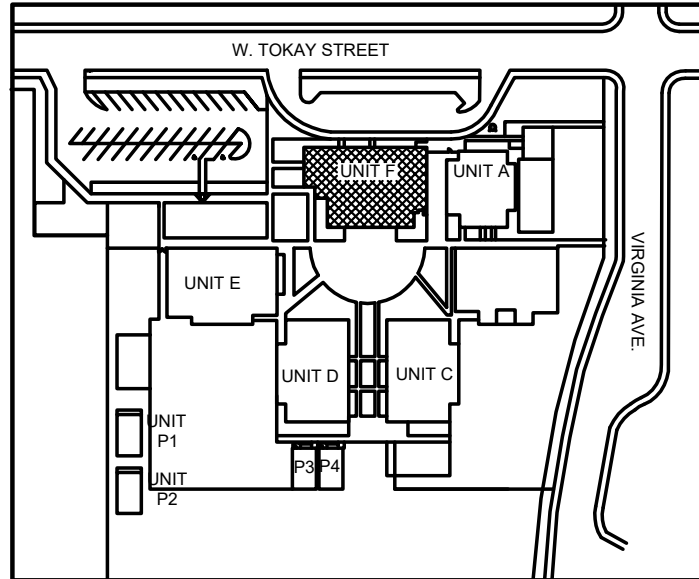 W. TOKAY STREET
UNIT F
UNIT A
VIRGINIA AVE.
UNIT E
UNIT D
UNIT C
UNIT
P1
P3
P4
UNIT
P2